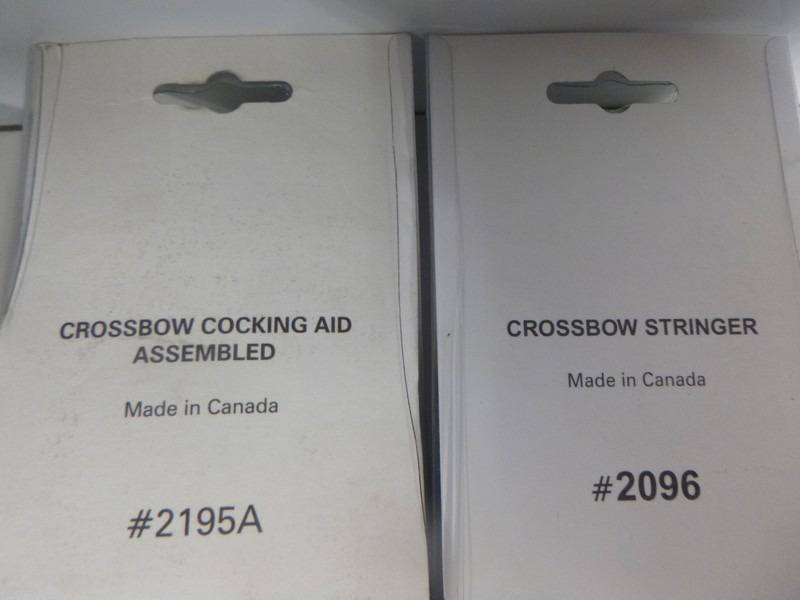 CROSSBOW COCKING AID
ASSEMBLED
Made in Canada
#2195A
CROSSBOW STRINGER
Made in Canada
#2096